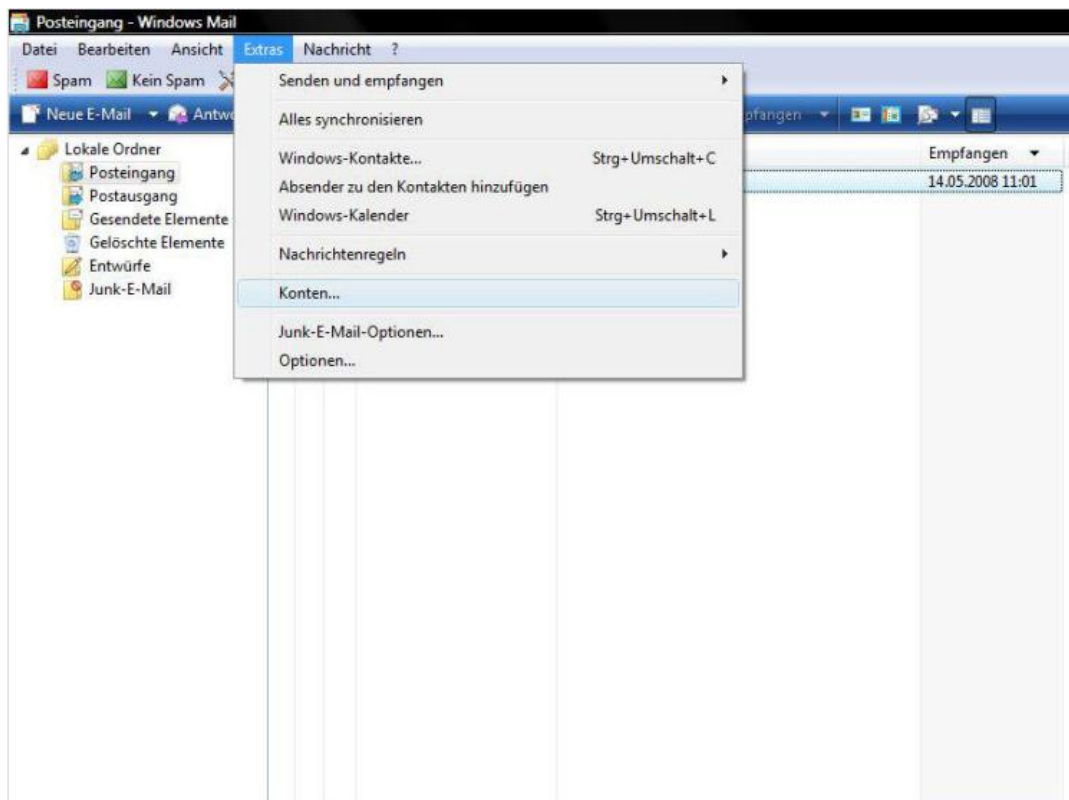 Posteingang - Windows Mail
Datei Bearbeiten Ansicht Extras Nachricht ?
Spam Kein Spam
Neue E-Mail Antwo
pfangen
Lokale Ordner
Posteingang
Postausgang
Gesendete Elemente
Gelöschte Elemente
Entwürfe
Junk-E-Mail
Senden und empfangen
Alles synchronisieren
Windows-Kontakte... Strg+Umschalt+C
Absender zu den Kontakten hinzufügen
Windows-Kalender Strg+Umschalt+L
Nachrichtenregeln
Konten...
Junk-E-Mail-Optionen...
Optionen...
Empfangen
14.05.2008 11:01